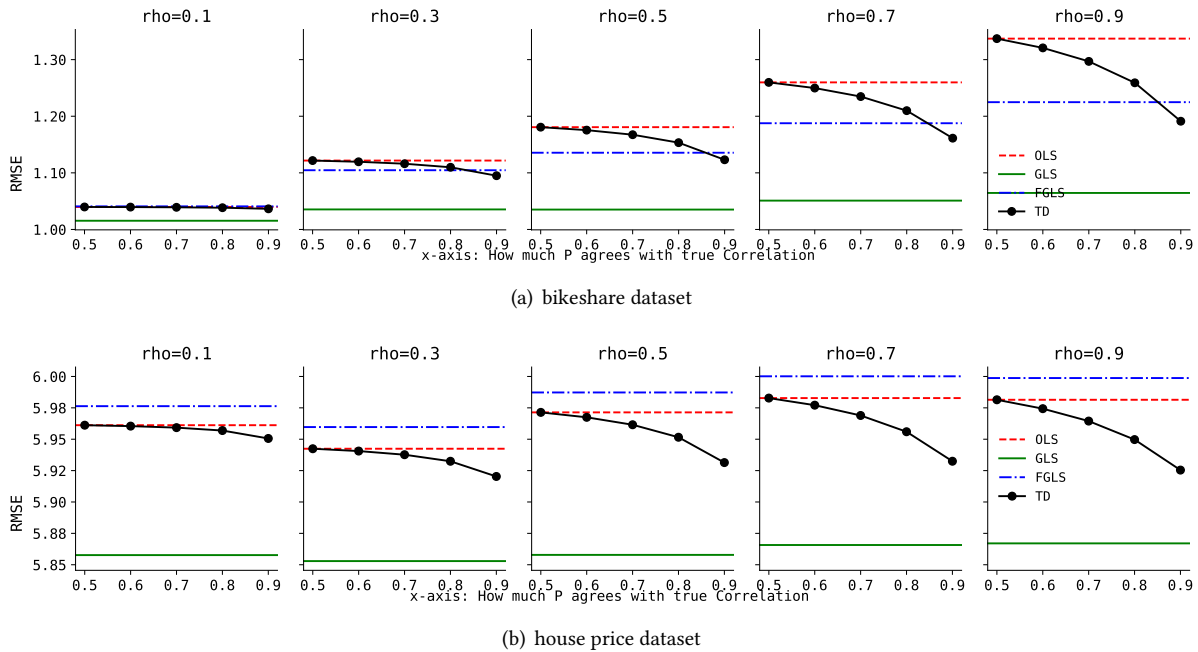 rho=0.1 rho=0.3 rho=0.5 rho=0.7 rho=0.9
1.30
1.20
1.10
1.00
RMSE
OLS
GLS
FGLS
TD
0.5 0.6 0.7 0.8 0.9 0.5 0.6 0.7 0.8 0.9 0.5 0.6 0.7 0.8 0.9 0.5 0.6 0.7 0.8 0.9 0.5 0.6 0.7 0.8 0.9
x-axis: How much P agrees with true Correlation
(a) bikeshare dataset
rho=0.1 rho=0.3 rho=0.5 rho=0.7 rho=0.9
6.00
5.98
5.95
5.92
5.90
5.88
5.85
RMSE
OLS
GLS
FGLS
TD
0.5 0.6 0.7 0.8 0.9 0.5 0.6 0.7 0.8 0.9 0.5 0.6 0.7 0.8 0.9 0.5 0.6 0.7 0.8 0.9 0.5 0.6 0.7 0.8 0.9
x-axis: How much P agrees with true Correlation
(b) house price dataset